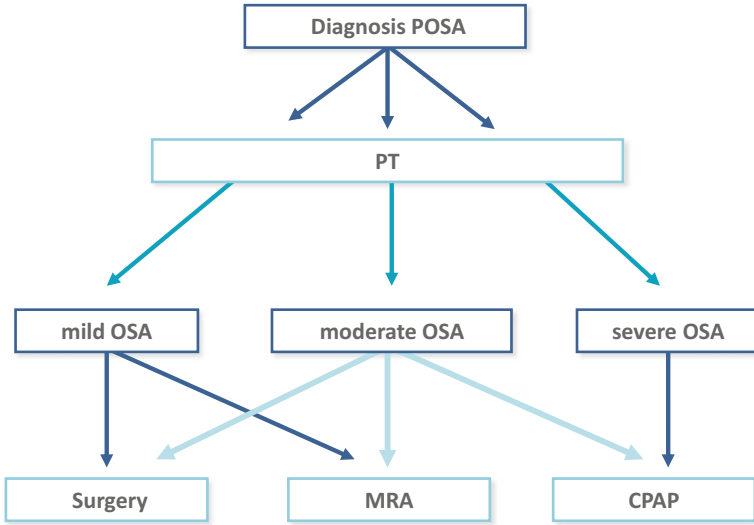 Diagnosis POSA
PT
mild OSA
moderate OSA
severe OSA
Surgery
MRA
CPAP